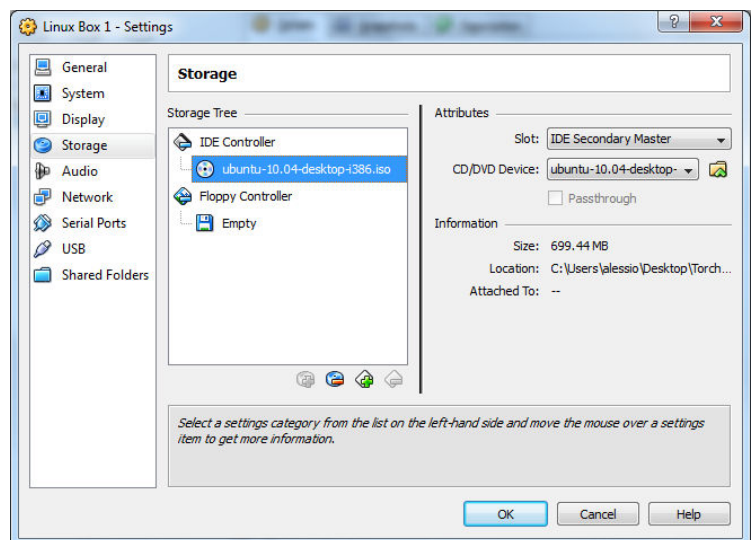 Linux Box 1 - Settings
General
System
Display
Storage
Audio
Network
Serial Ports
USB
Shared Folders
Storage
Storage Tree
IDE Controller
ubuntu-10.04-desktop-i386.iso
Floppy Controller
Empty
Attributes
Slot: IDE Secondary Master
CD/DVD Device: ubuntu-10.04-desktop-
Passthrough
Information
Size: 699.44 MB
Location: C:\Users\alessio\Desktop\Torch...
Attached To: --
Select a settings category from the list on the left-hand side and move the mouse over a settings
item to get more information.
OK Cancel Help